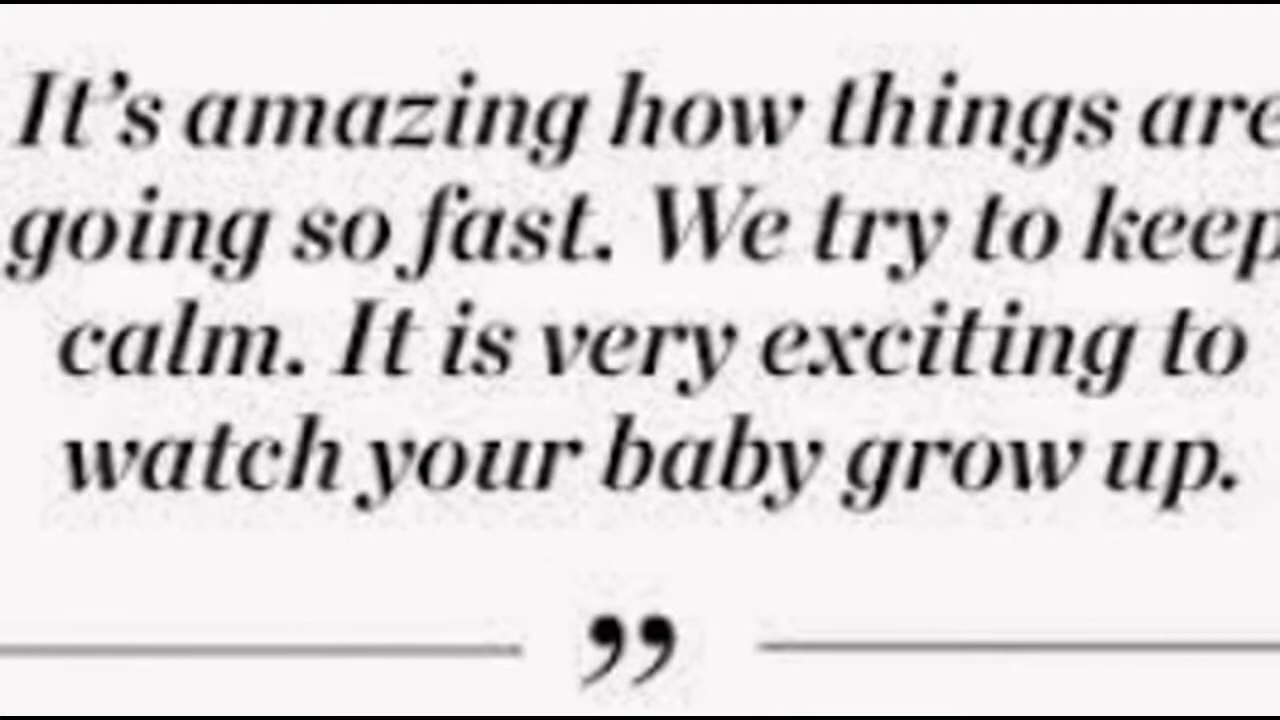 It’s amazing how things are
going so fast. We try to keep
calm. It is very exciting to
watch your baby grow up.
”